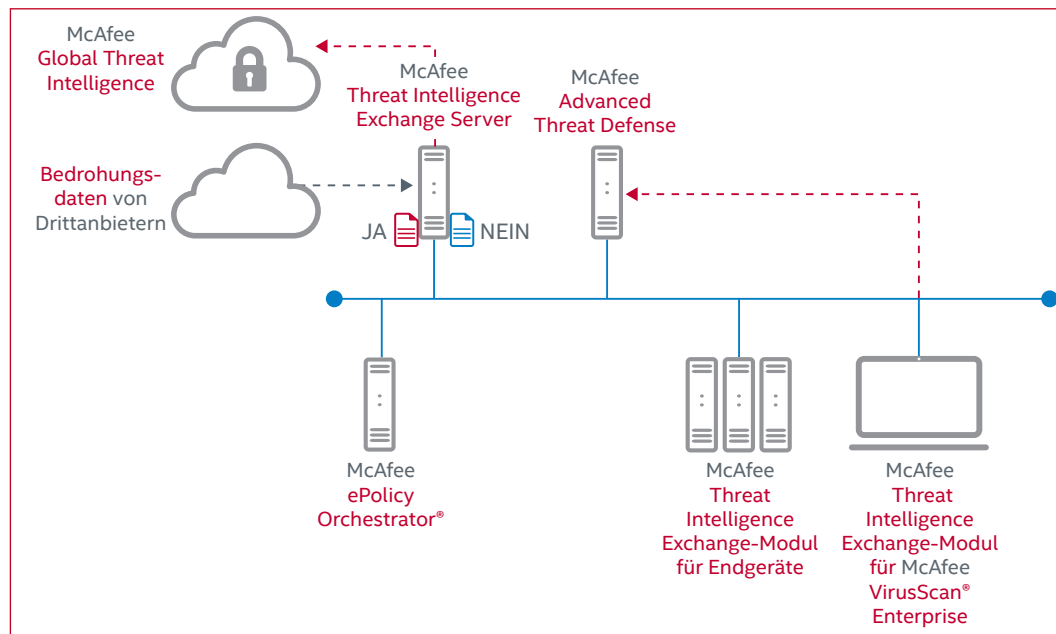 McAfee
Global Threat
Intelligence
McAfee
Threat Intelligence
Exchange Server
McAfee
Advanced
Threat Defense
Bedrohungs-
daten von
Drittanbietern
JA
NEIN
McAfee
ePolicy
Orchestrator®
McAfee
Threat
Intelligence
Exchange-Modul
für Endgeräte
McAfee
Threat
Intelligence
Exchange-Modul
für McAfee
VirusScan®
Enterprise